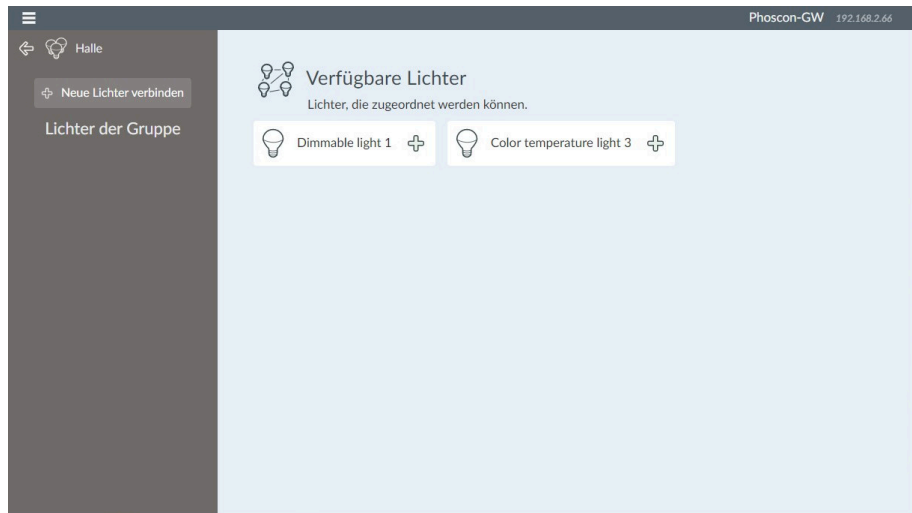 Phoscon-GW 192.168.2.66
Halle
Neue Lichter verbinden
Lichter der Gruppe
Verfügbare Lichter
Lichter, die zugeordnet werden können.
Dimmable light 1
Color temperature light 3